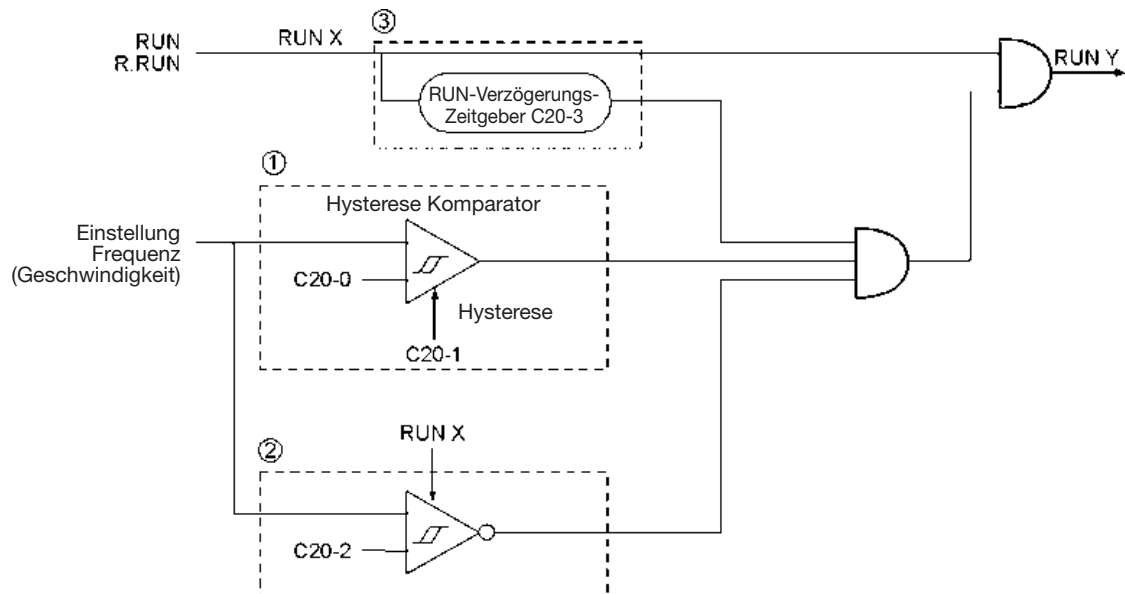 ③
RUN
R.RUN
RUN X
RUN Y
RUN-Verzögerungs-
Zeitgeber C20-3
①
Hysterese Komparator
Einstellung
Frequenz
(Geschwindigkeit)
C20-0
Hysterese
C20-1
RUN X
②
C20-2